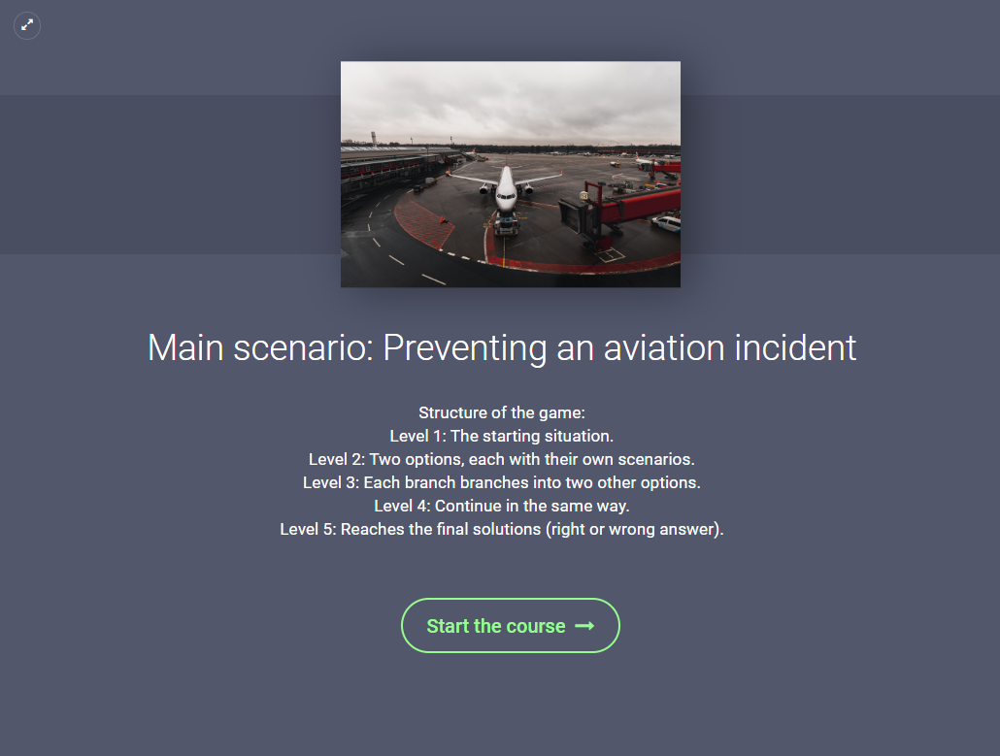 Main scenario: Preventing an aviation incident
Structure of the game:
Level 1: The starting situation.
Level 2: Two options, each with their own scenarios.
Level 3: Each branch branches into two other options.
Level 4: Continue in the same way.
Level 5: Reaches the final solutions (right or wrong answer).
Start the course